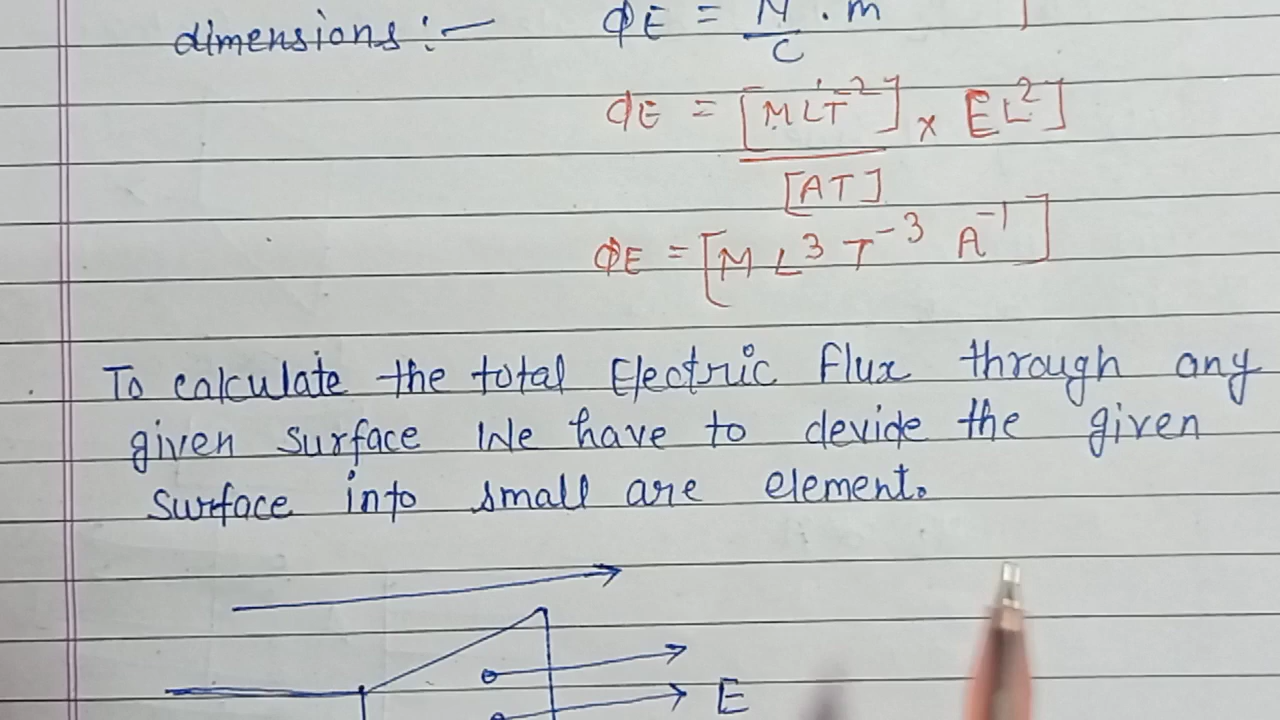 dimensions :- ΦE = N/C . m
ΦE = [MLT⁻²]/[AT] × [L²]
ΦE = [M L³ T⁻³ A⁻¹]
To calculate the total Electric flux through any
given surface We have to devide the given
surface into small are element.
E